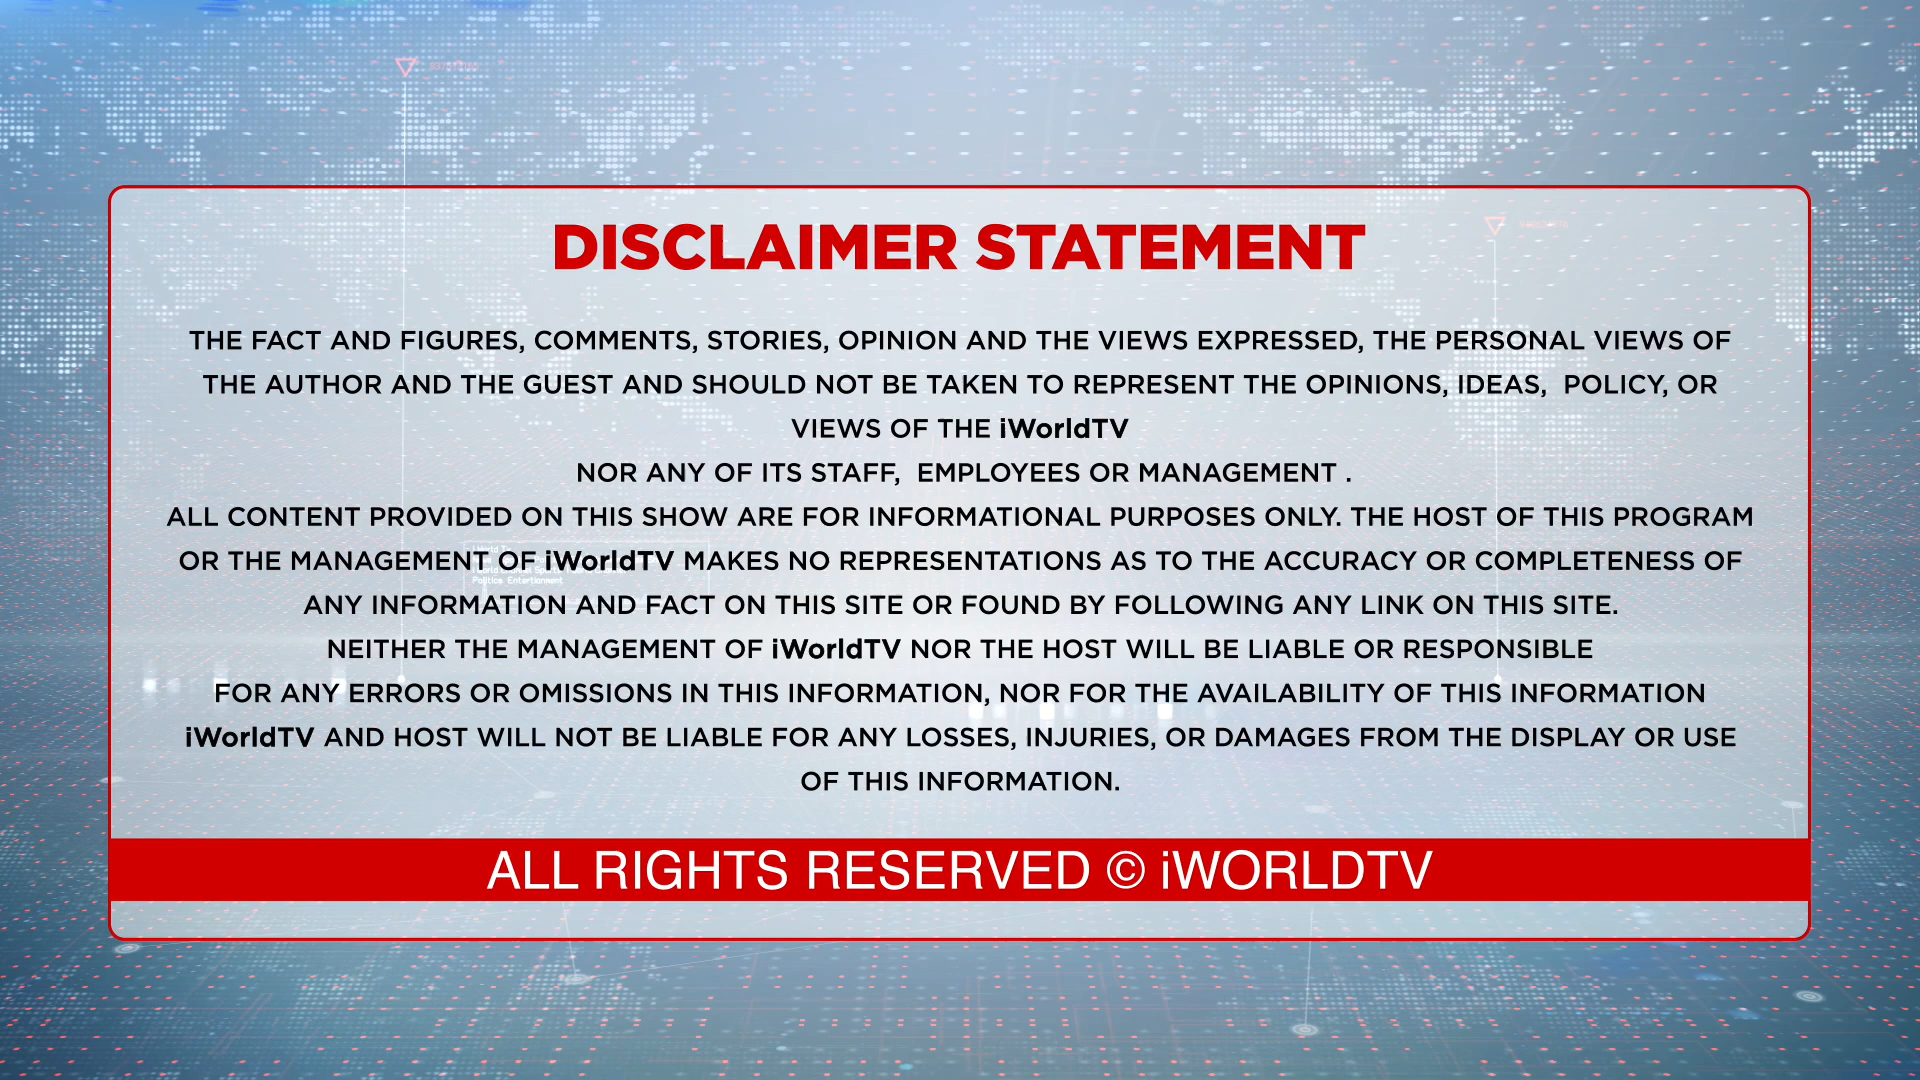 DISCLAIMER STATEMENT
THE FACT AND FIGURES, COMMENTS, STORIES, OPINION AND THE VIEWS EXPRESSED, THE PERSONAL VIEWS OF
THE AUTHOR AND THE GUEST AND SHOULD NOT BE TAKEN TO REPRESENT THE OPINIONS, IDEAS,  POLICY, OR
VIEWS OF THE iWorldTV
NOR ANY OF ITS STAFF,  EMPLOYEES OR MANAGEMENT .
ALL CONTENT PROVIDED ON THIS SHOW ARE FOR INFORMATIONAL PURPOSES ONLY. THE HOST OF THIS PROGRAM
OR THE MANAGEMENT OF iWorldTV MAKES NO REPRESENTATIONS AS TO THE ACCURACY OR COMPLETENESS OF
Politics Entertionment
ANY INFORMATION AND FACT ON THIS SITE OR FOUND BY FOLLOWING ANY LINK ON THIS SITE.
NEITHER THE MANAGEMENT OF iWorldTV NOR THE HOST WILL BE LIABLE OR RESPONSIBLE
FOR ANY ERRORS OR OMISSIONS IN THIS INFORMATION, NOR FOR THE AVAILABILITY OF THIS INFORMATION
iWorldTV AND HOST WILL NOT BE LIABLE FOR ANY LOSSES, INJURIES, OR DAMAGES FROM THE DISPLAY OR USE
OF THIS INFORMATION.
ALL RIGHTS RESERVED © iWORLDTV